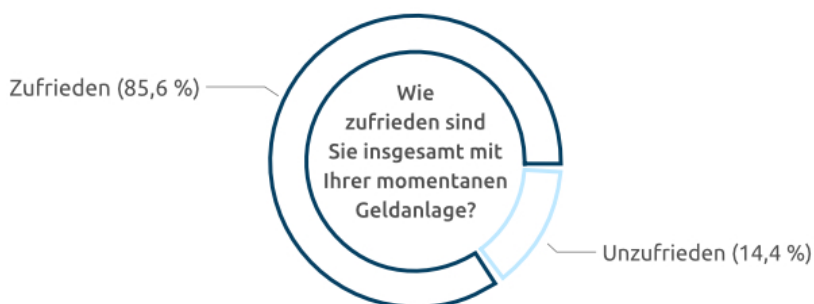 Zufrieden (85,6 %)
Wie
zufrieden sind
Sie insgesamt mit
Ihrer momentanen
Geldanlage?
Unzufrieden (14,4 %)